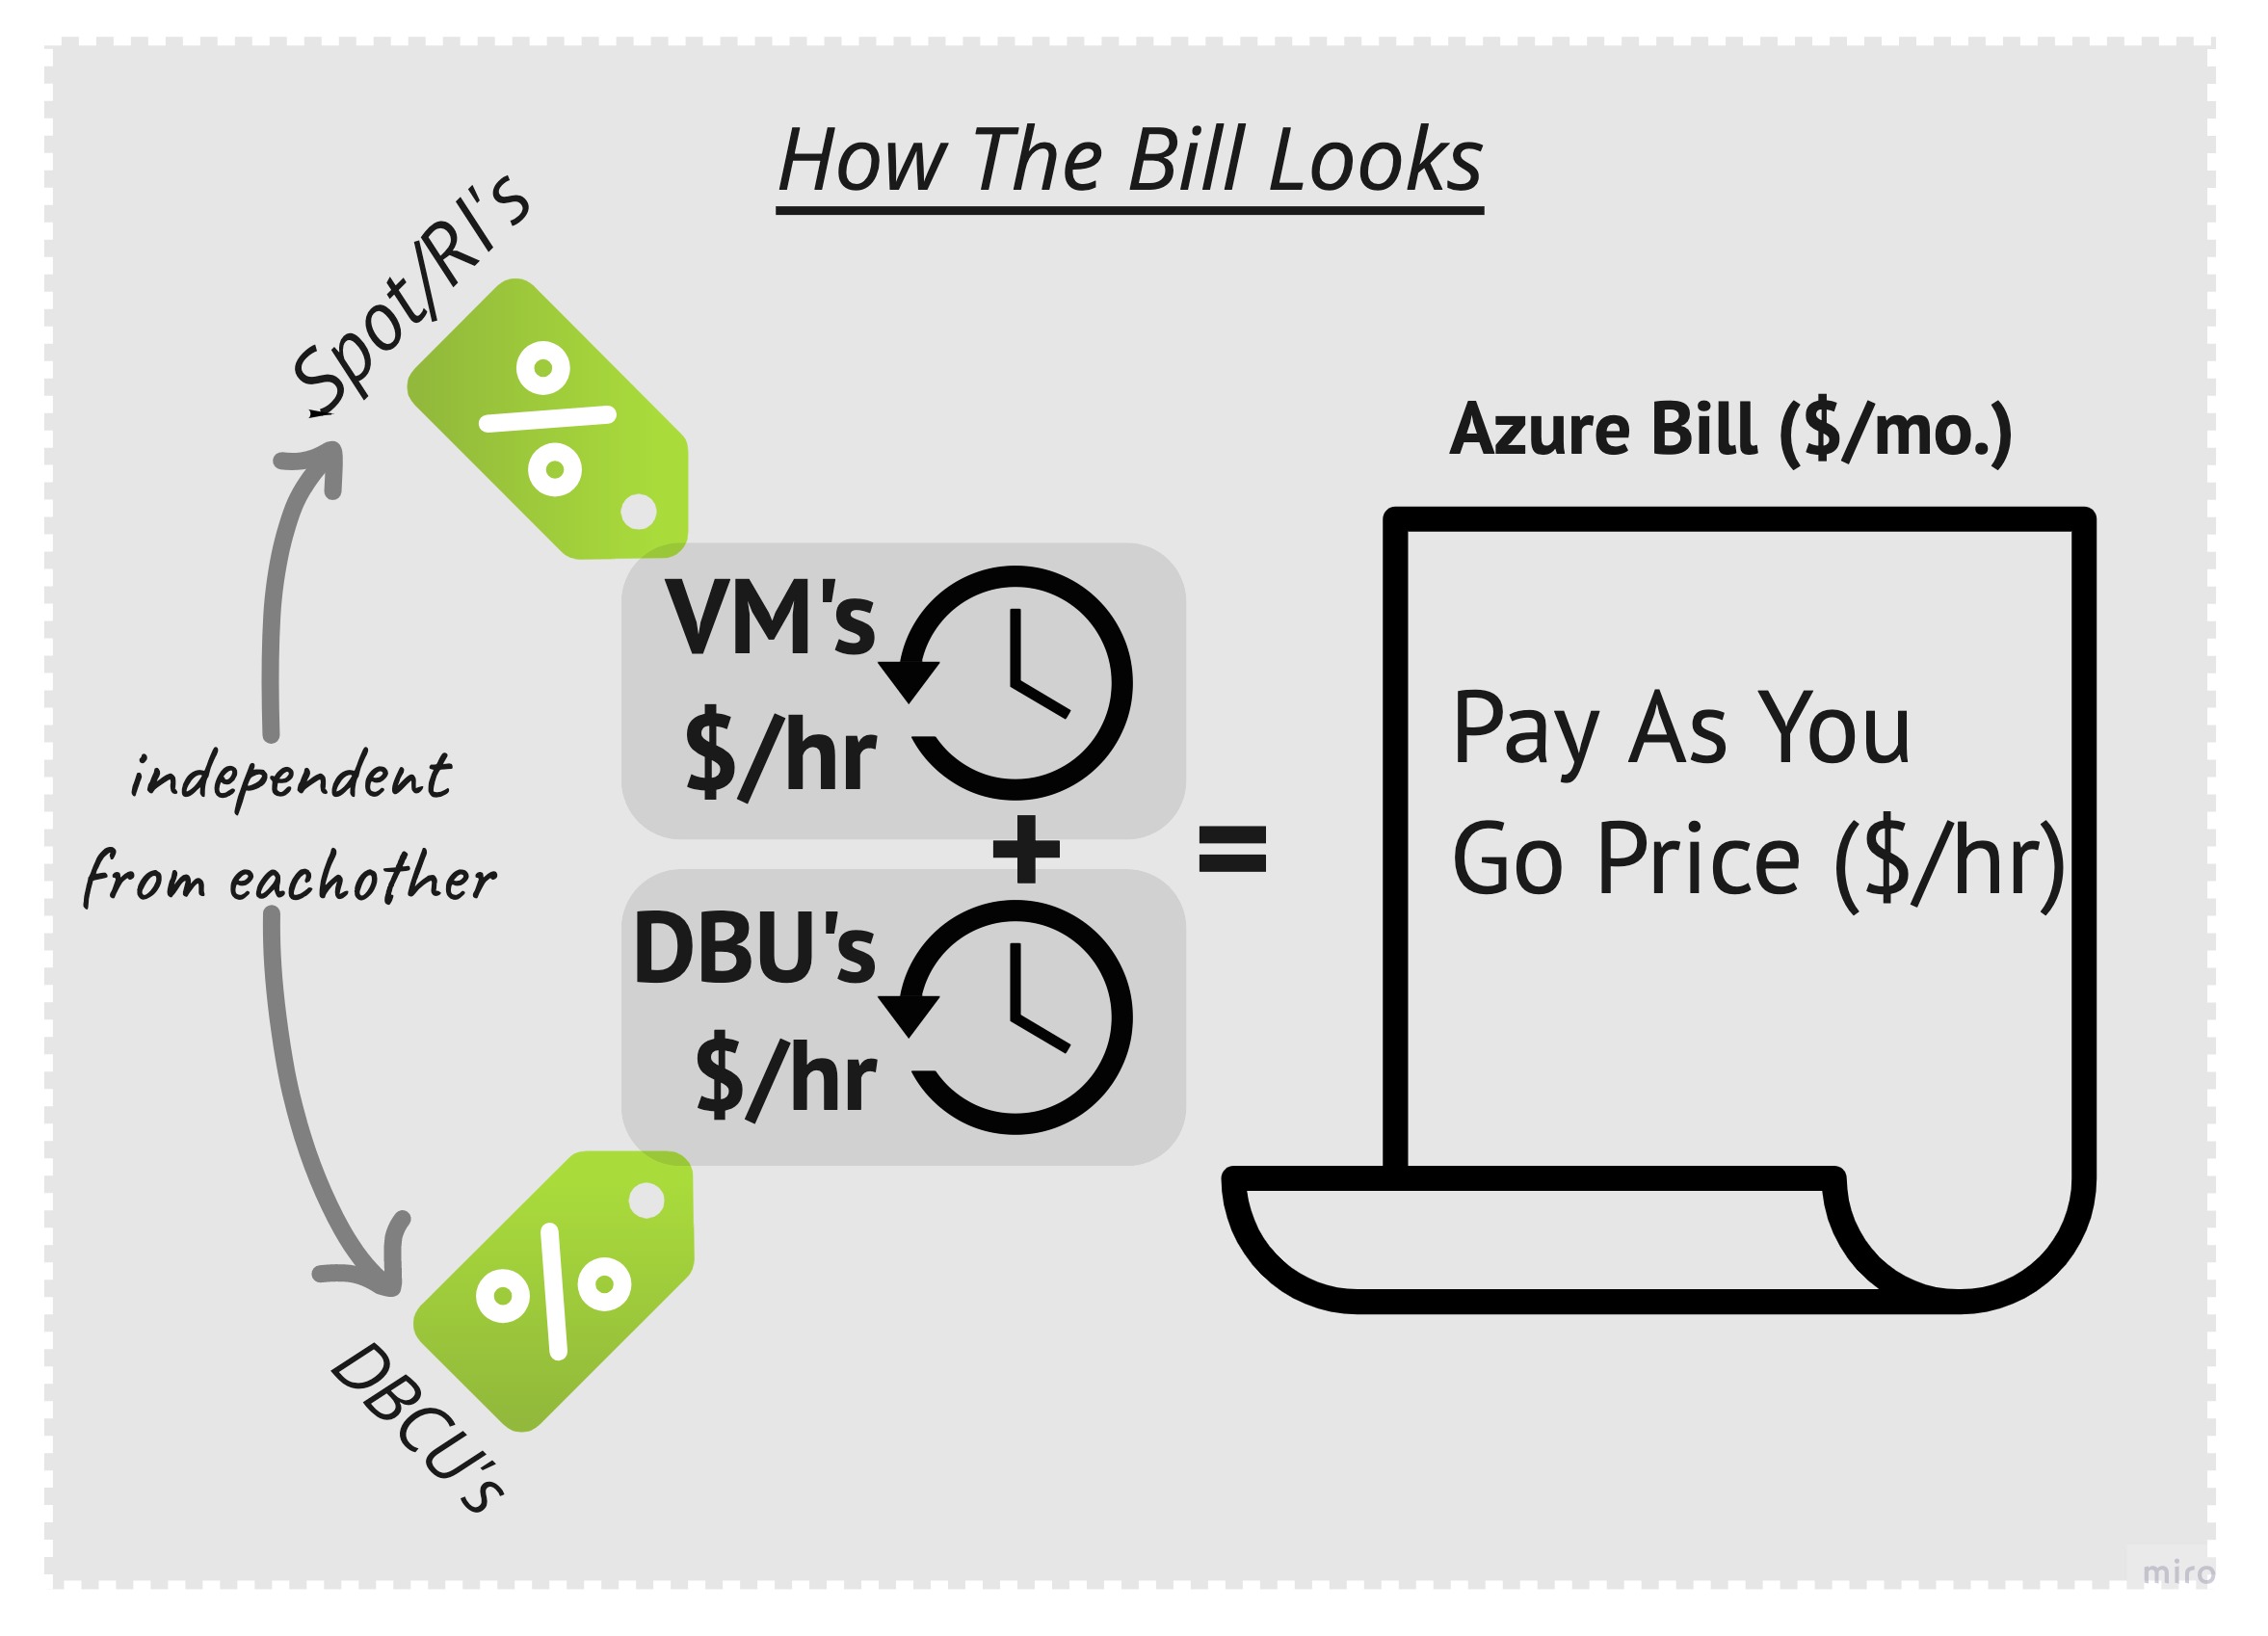 How The Bill Looks
Spot/RI's
Azure Bill ($/mo.)
VM's
$/hr
independent
from eachother
+
=
Pay As You
Go Price ($/hr)
DBU's
$/hr
DBCU's
miro